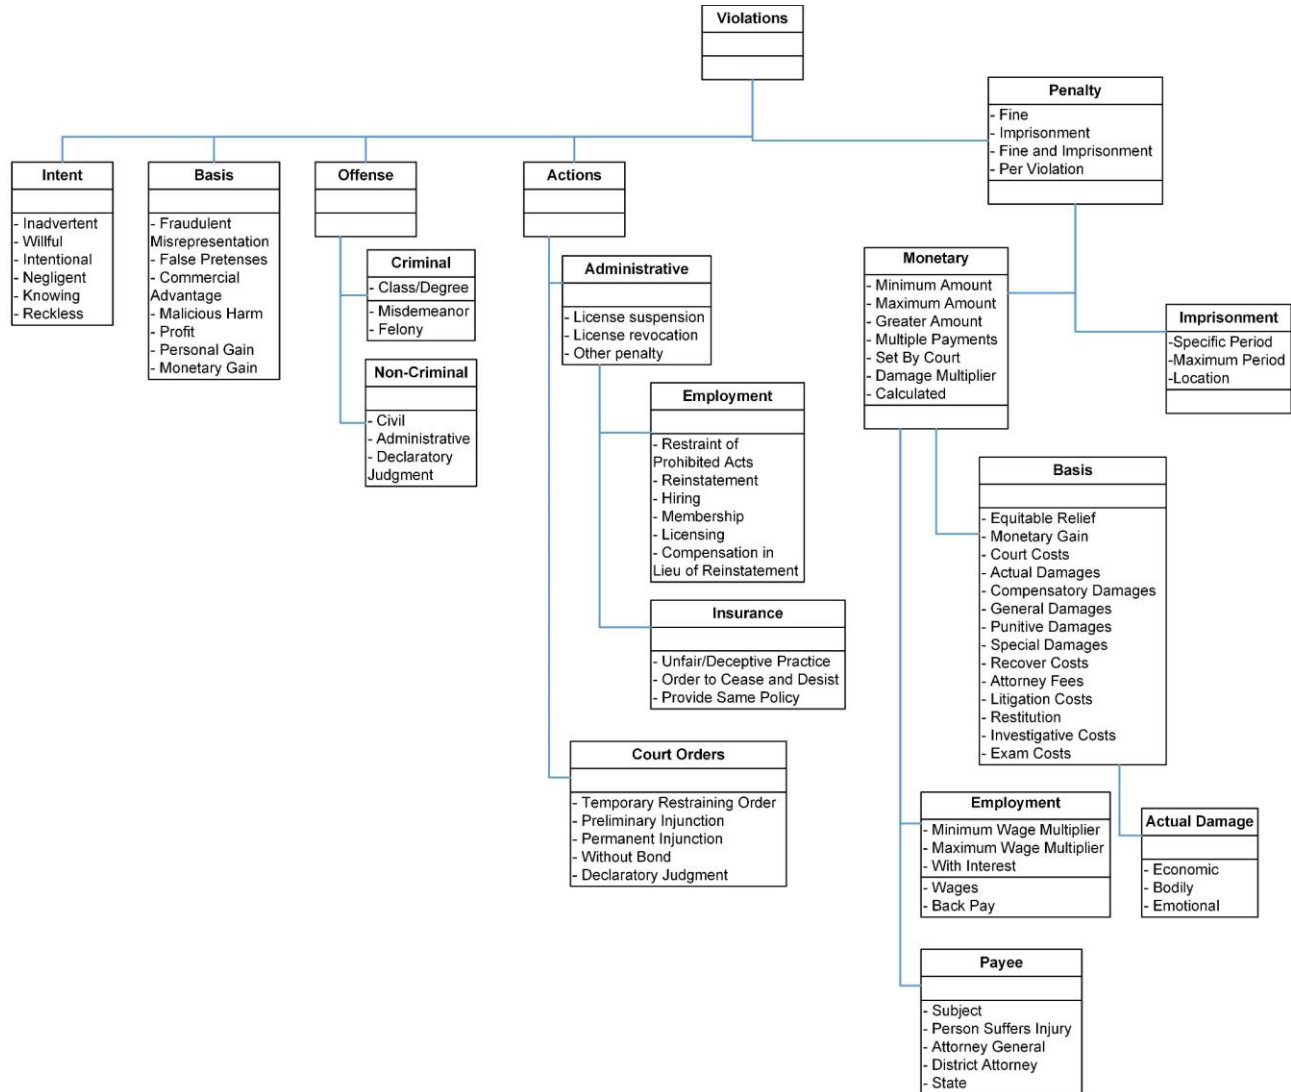 Violations
Penalty
- Fine
- Imprisonment
- Fine and Imprisonment
- Per Violation
Intent
- Inadvertent
- Willful
- Intentional
- Negligent
- Knowing
- Reckless
Basis
- Fraudulent
Misrepresentation
- False Pretenses
- Commercial
Advantage
- Malicious Harm
- Profit
- Personal Gain
- Monetary Gain
Offense
Criminal
- Class/Degree
- Misdemeanor
- Felony
Non-Criminal
- Civil
- Administrative
- Declaratory
Judgment
Actions
Administrative
- License suspension
- License revocation
- Other penalty
Employment
- Restraint of
Prohibited Acts
- Reinstatement
- Hiring
- Membership
- Licensing
- Compensation in
Lieu of Reinstatement
Insurance
- Unfair/Deceptive Practice
- Order to Cease and Desist
- Provide Same Policy
Court Orders
- Temporary Restraining Order
- Preliminary Injunction
- Permanent Injunction
- Without Bond
- Declaratory Judgment
Monetary
- Minimum Amount
- Maximum Amount
- Greater Amount
- Multiple Payments
- Set By Court
- Damage Multiplier
- Calculated
Imprisonment
-Specific Period
-Maximum Period
-Location
Basis
- Equitable Relief
- Monetary Gain
- Court Costs
- Actual Damages
- Compensatory Damages
- General Damages
- Punitive Damages
- Special Damages
- Recover Costs
- Attorney Fees
- Litigation Costs
- Restitution
- Investigative Costs
- Exam Costs
Employment
- Minimum Wage Multiplier
- Maximum Wage Multiplier
- With Interest
- Wages
- Back Pay
Actual Damage
- Economic
- Bodily
- Emotional
Payee
- Subject
- Person Suffers Injury
- Attorney General
- District Attorney
- State